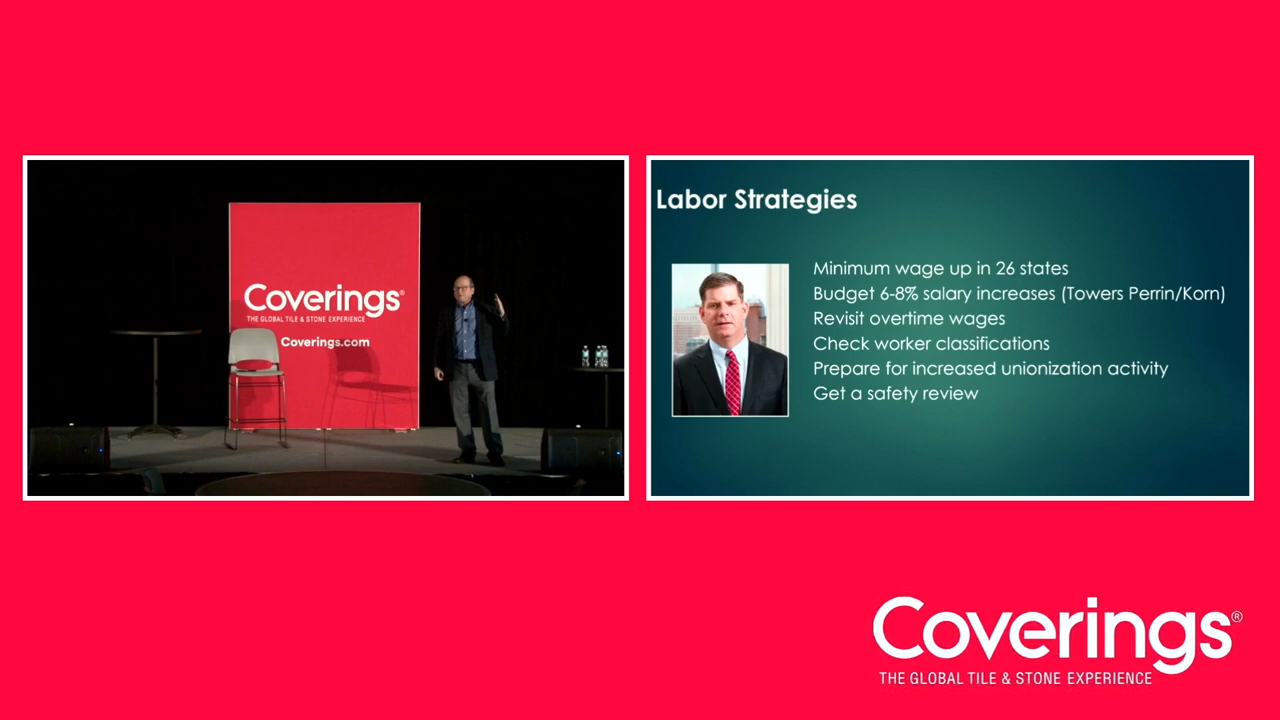 Coverings®
THE GLOBAL TILE & STONE EXPERIENCE
Coverings.com
Labor Strategies
Minimum wage up in 26 states
Budget 6-8% salary increases (Towers Perrin/Korn)
Revisit overtime wages
Check worker classifications
Prepare for increased unionization activity
Get a safety review
Coverings®
THE GLOBAL TILE & STONE EXPERIENCE